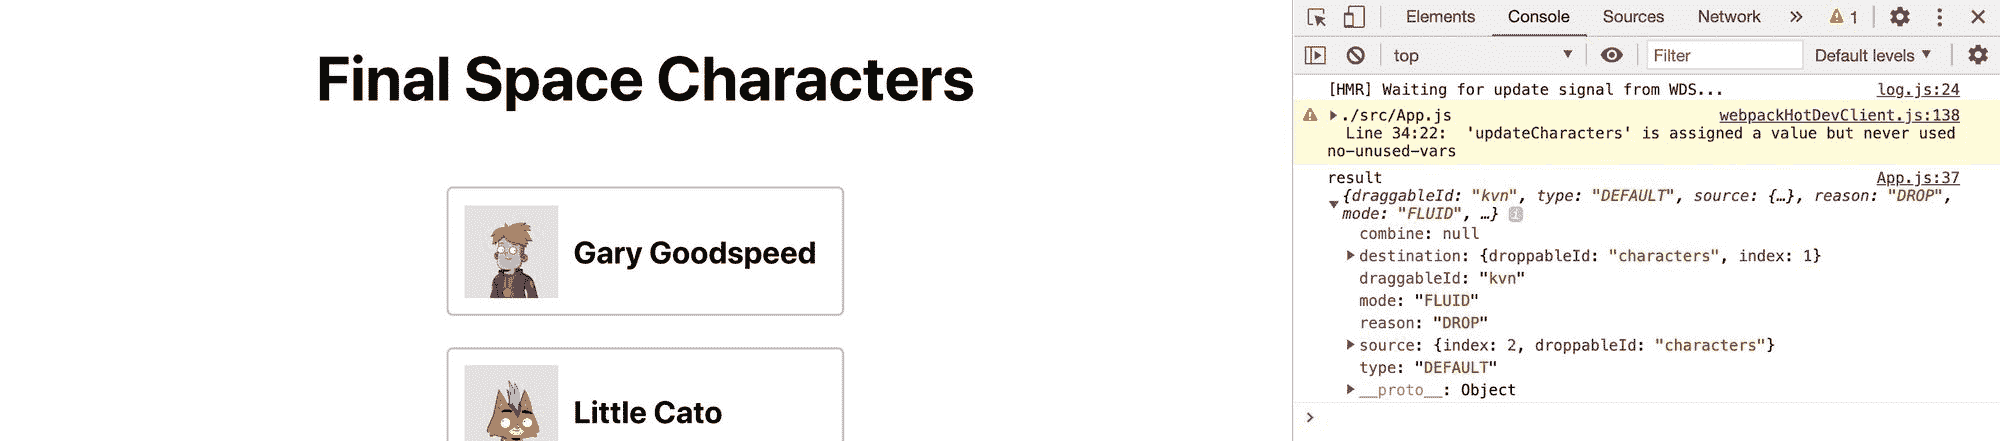 Final Space Characters
Gary Goodspeed
Little Cato
Elements Console Sources Network » 1
top Filter Default levels
[HMR] Waiting for update signal from WDS... log.js:24
./src/App.js webpackHotDevClient.js:138
Line 34:22: 'updateCharacters' is assigned a value but never used
no-unused-vars
result App.js:37
{draggableId: "kvn", type: "DEFAULT", source: {…}, reason: "DROP",
mode: "FLUID", …} i
combine: null
destination: {droppableId: "characters", index: 1}
draggableId: "kvn"
mode: "FLUID"
reason: "DROP"
source: {index: 2, droppableId: "characters"}
type: "DEFAULT"
__proto__: Object
>